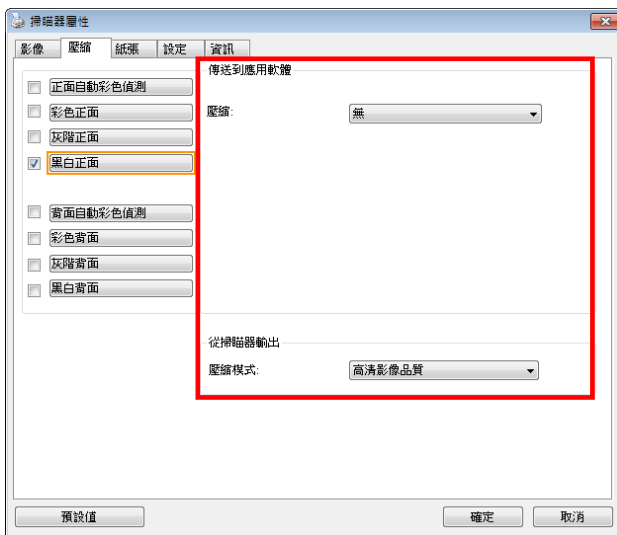 掃瞄器屬性
影像 壓縮 紙張 設定 資訊
正面自動彩色偵測
彩色正面
灰階正面
黑白正面
背面自動彩色偵測
彩色背面
灰階背面
黑白背面
傳送到應用軟體
壓縮: 無
從掃瞄器輸出
壓縮模式: 高清影像品質
預設值 確定 取消